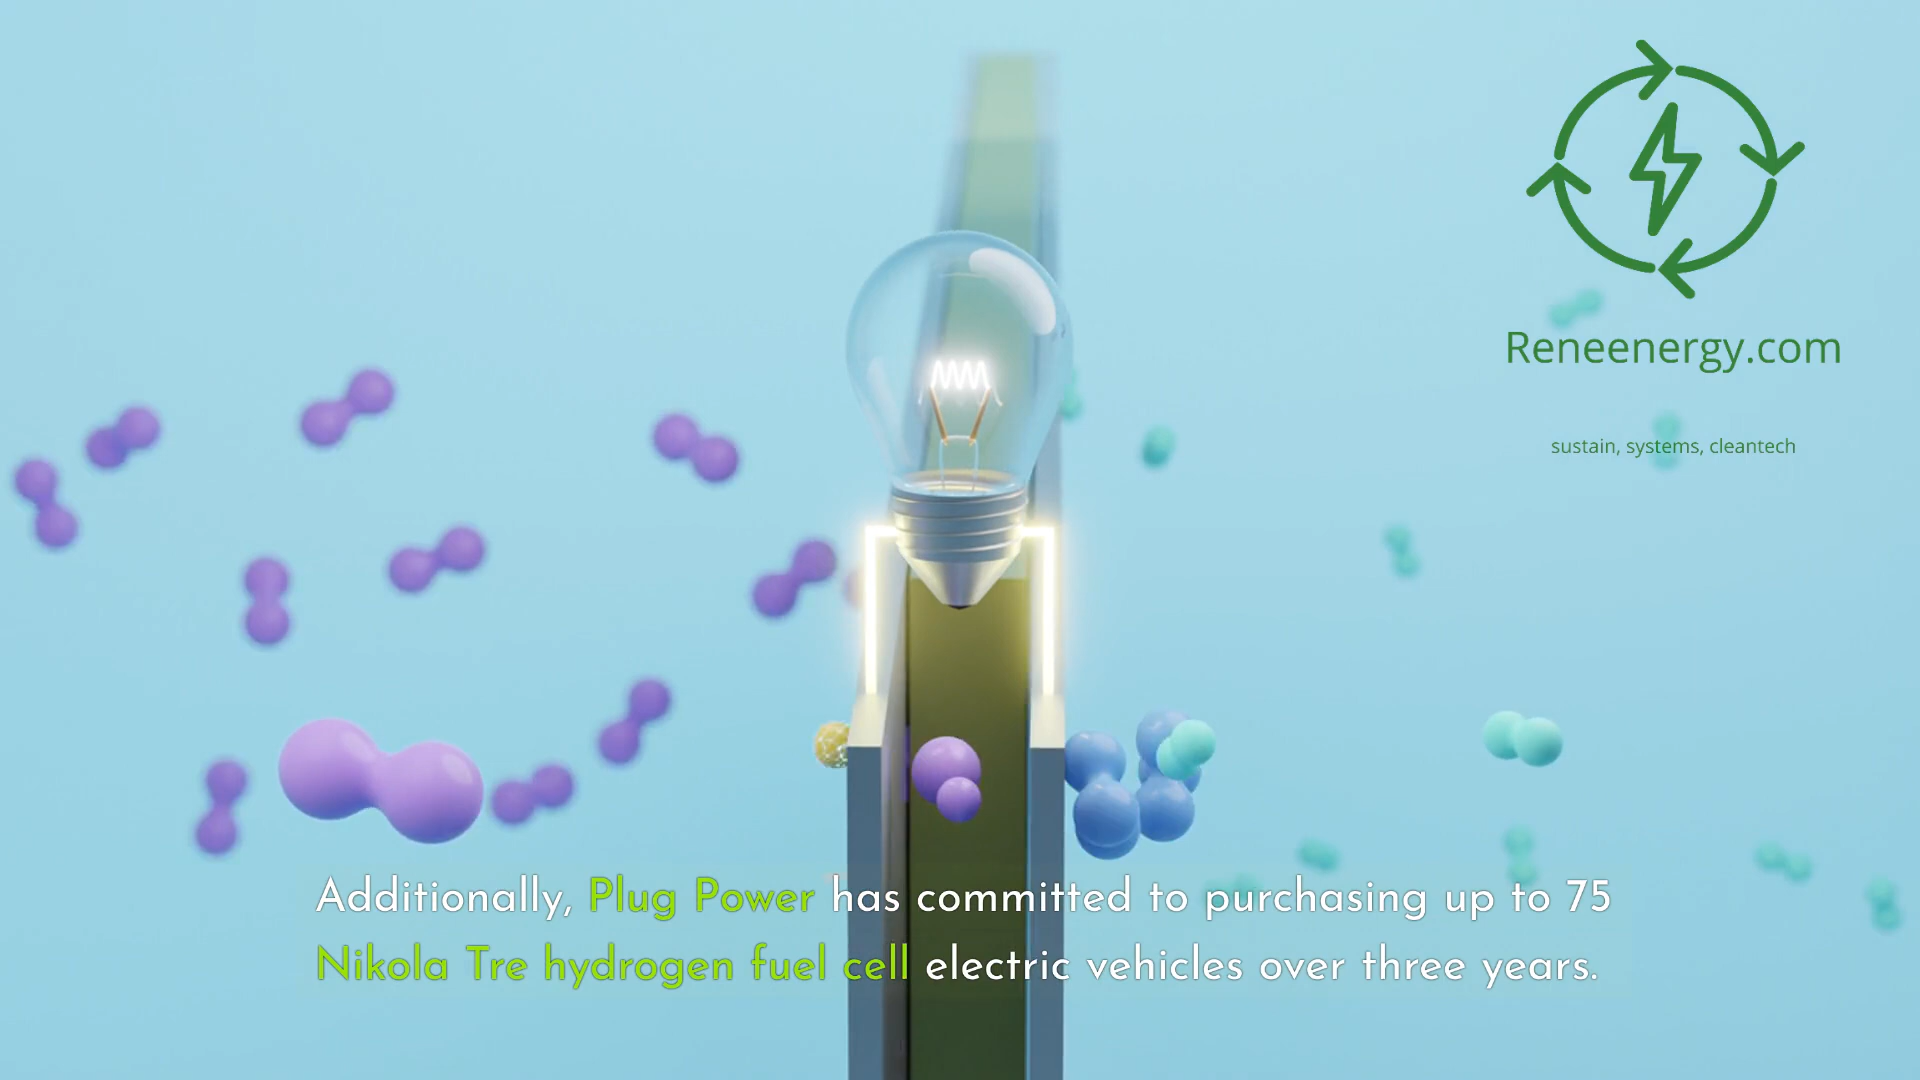 Reneenergy.com
sustain, systems, cleantech
Additionally, Plug Power has committed to purchasing up to 75
Nikola Tre hydrogen fuel cell electric vehicles over three years.